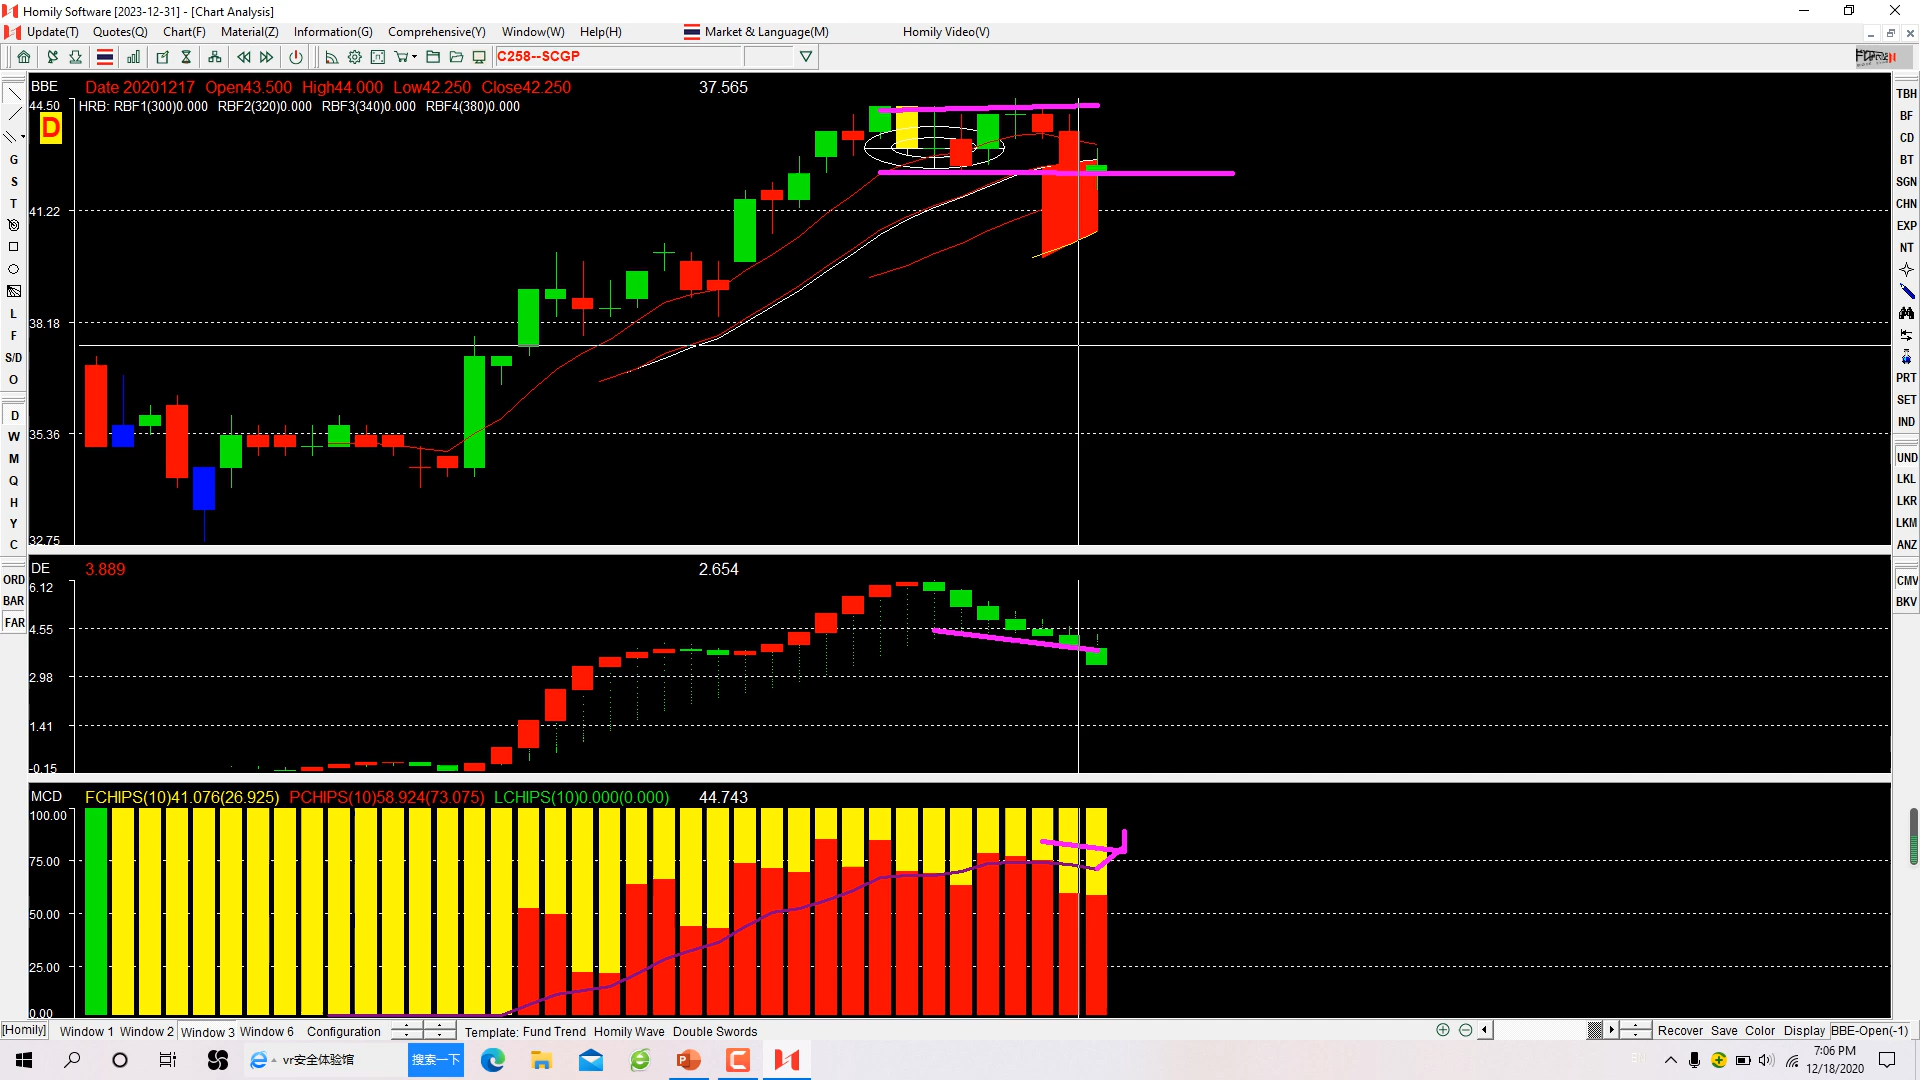 Homily Software [2023-12-31] - [Chart Analysis]
Update(T) Quotes(Q) Chart(F) Material(Z) Information(G) Comprehensive(Y) Window(W) Help(H) Market & Language(M) Homily Video(V)
C258--SCGP
BBE Date 20201217 Open43.500 High44.000 Low42.250 Close42.250 37.565
HRB: RBF1(300)0.000 RBF2(320)0.000 RBF3(340)0.000 RBF4(380)0.000
44.50
D
41.22
38.18
35.36
32.75
DE 3.889 2.654
6.12
4.55
2.98
1.41
-0.15
MCD FCHIPS(10)41.076(26.925) PCHIPS(10)58.924(73.075) LCHIPS(10)0.000(0.000) 44.743
100.00
75.00
50.00
25.00
0.00
G
S
T
L
F
S/D
O
D
W
M
Q
H
Y
C
ORD
BAR
FAR
TBH
BF
CD
BT
SGN
CHN
EXP
NT
PRT
SET
IND
UND
LKL
LKR
LKM
ANZ
CMV
BKV
[Homily] Window 1 Window 2 Window 3 Window 6 Configuration Template: Fund Trend Homily Wave Double Swords Recover Save Color Display BBE-Open(-1)
vr安全体验馆 搜索一下
7:06 PM
12/18/2020